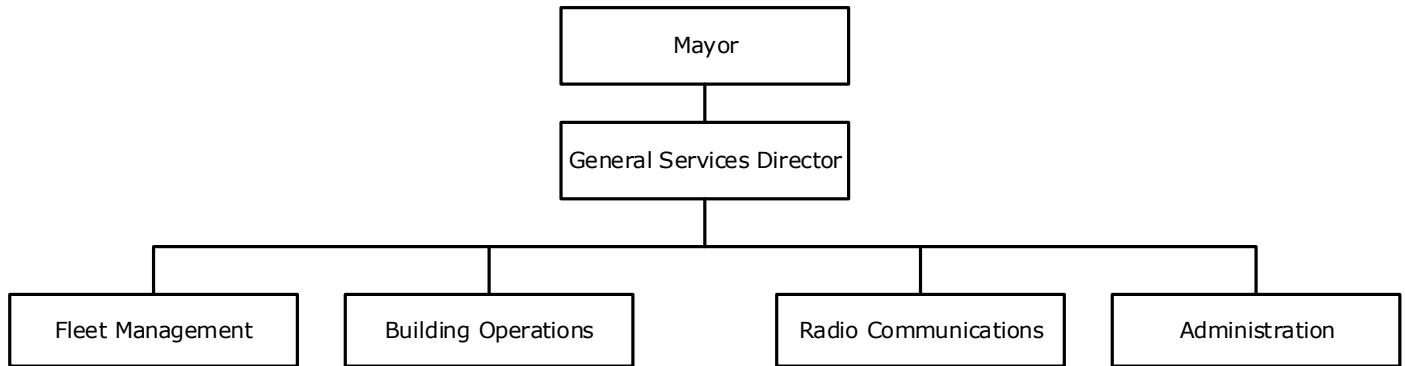 Mayor
General Services Director
Fleet Management
Building Operations
Radio Communications
Administration